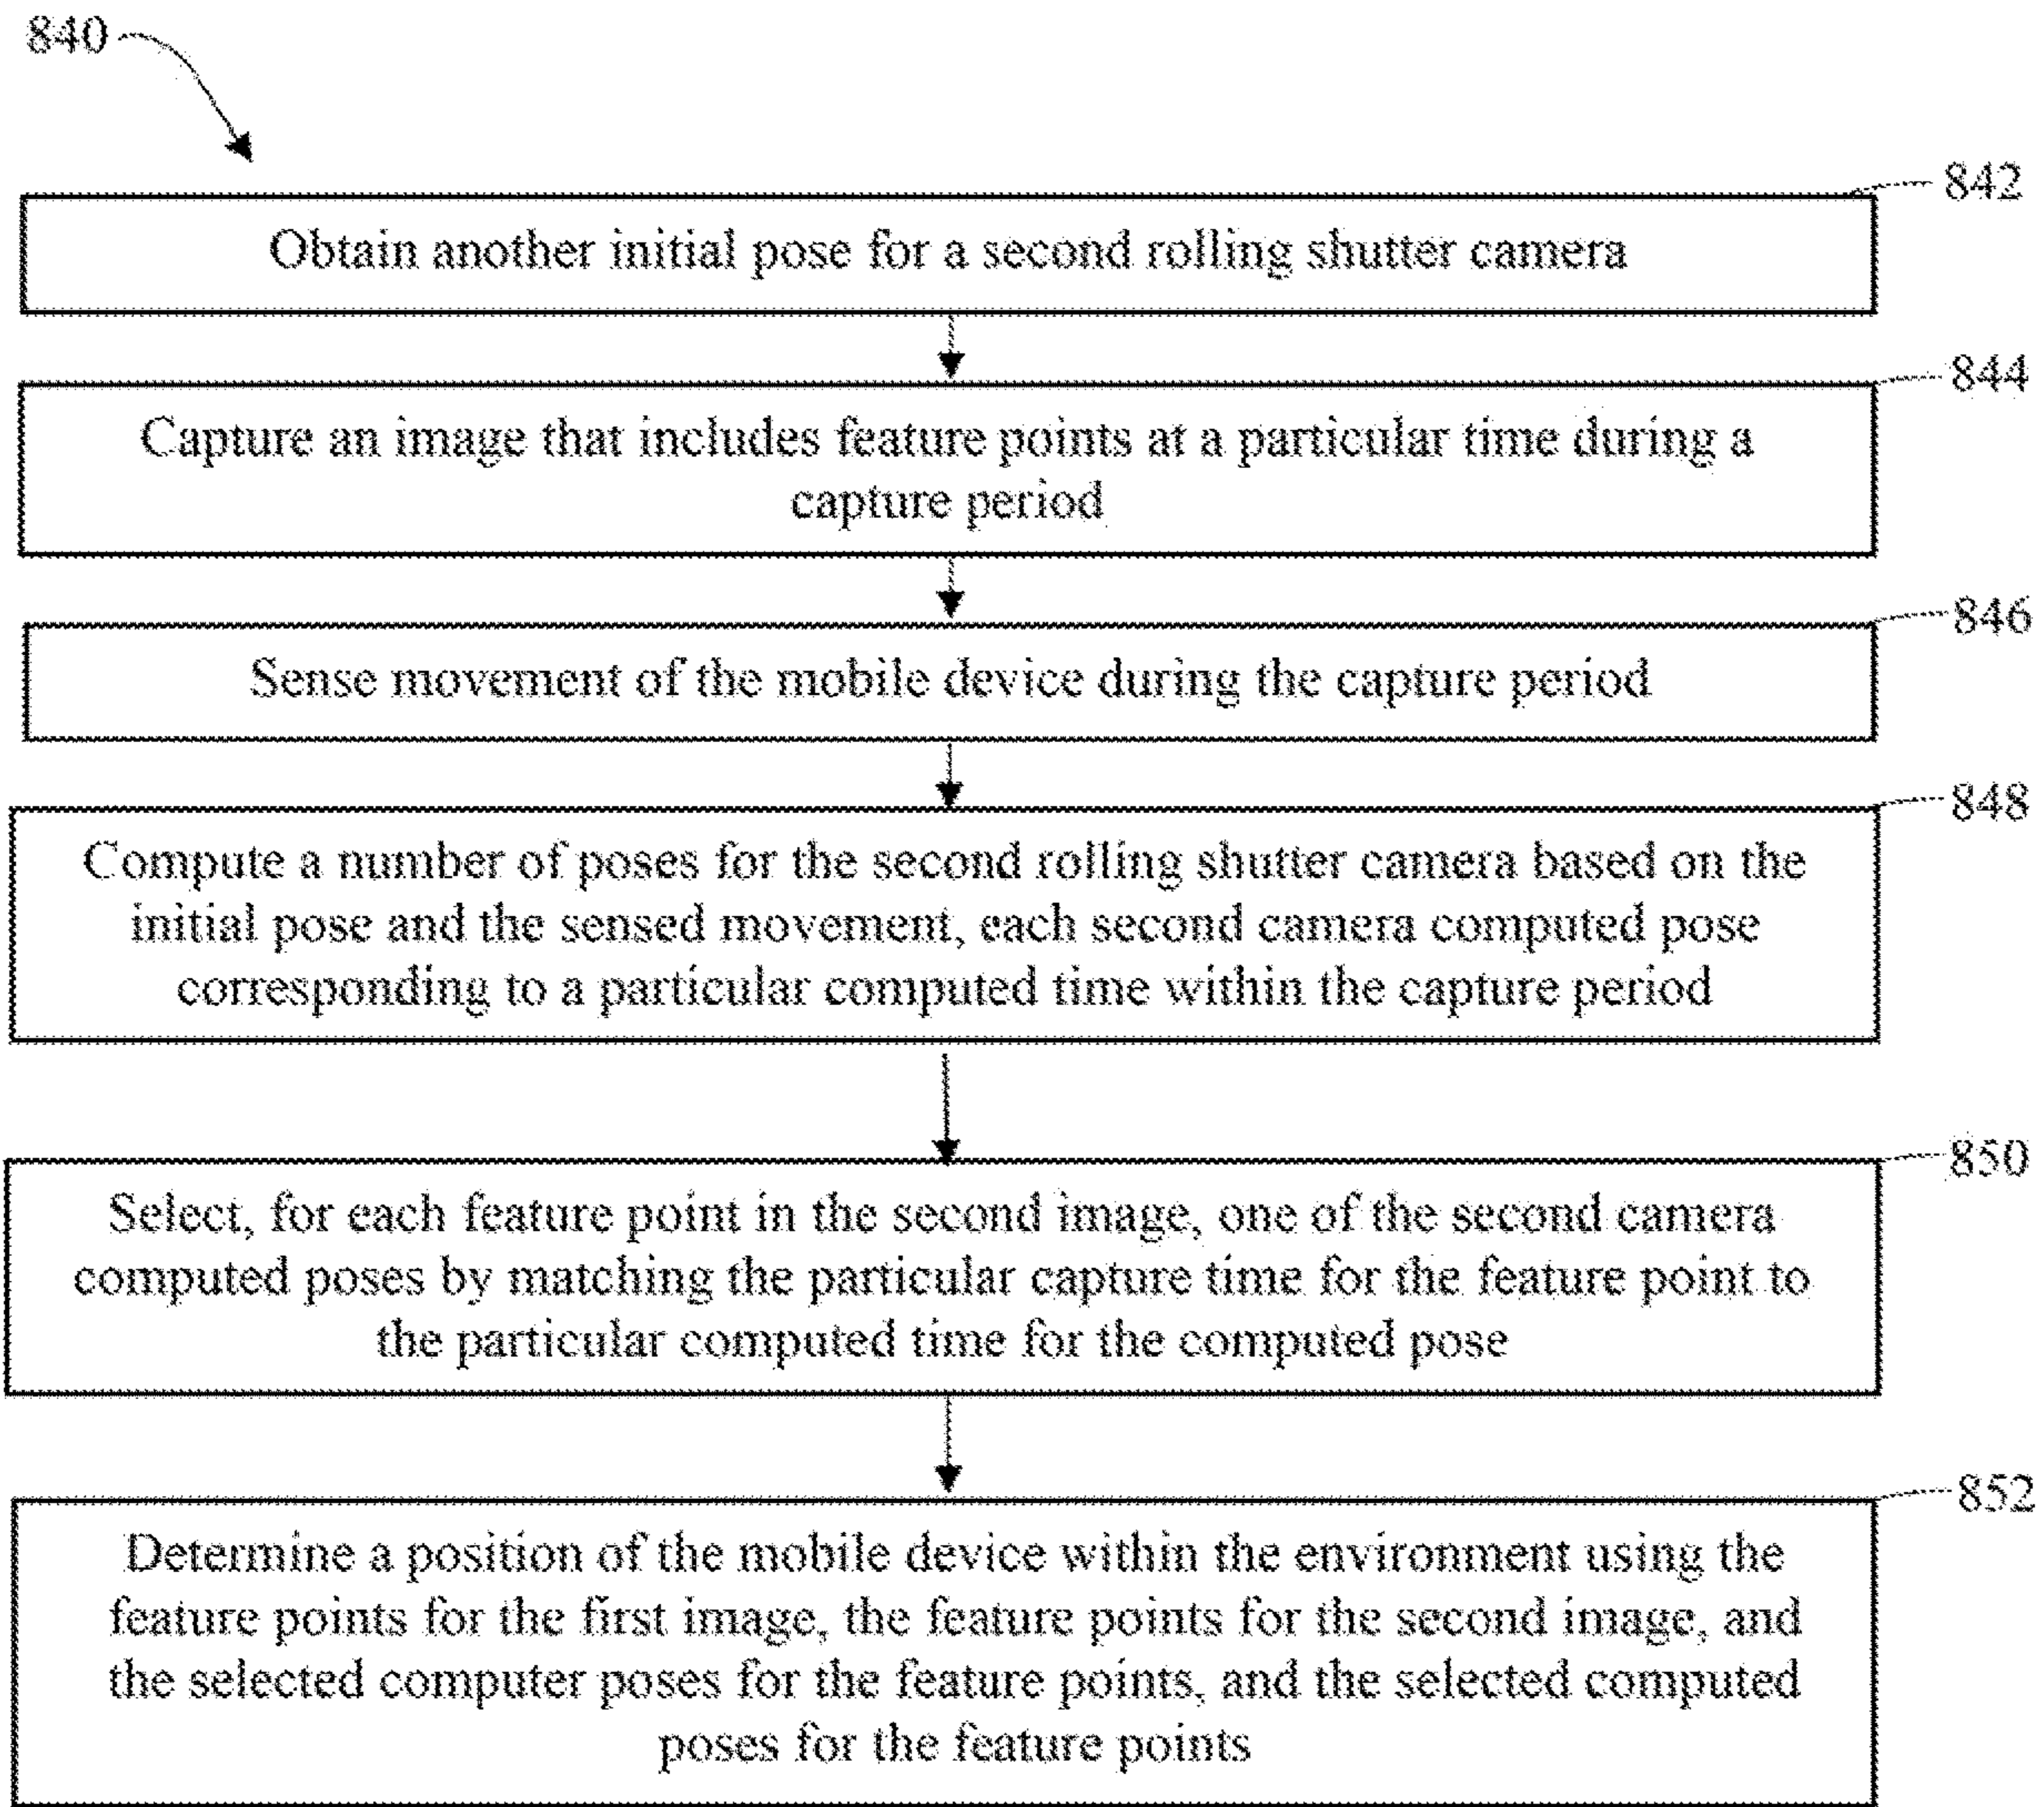 840
842
Obtain another initial pose for a second rolling shutter camera
844
Capture an image that includes feature points at a particular time during a
capture period
846
Sense movement of the mobile device during the capture period
848
Compute a number of poses for the second rolling shutter camera based on the
initial pose and the sensed movement, each second camera computed pose
corresponding to a particular computed time within the capture period
850
Select, for each feature point in the second image, one of the second camera
computed poses by matching the particular capture time for the feature point to
the particular computed time for the computed pose
852
Determine a position of the mobile device within the environment using the
feature points for the first image, the feature points for the second image, and
the selected computer poses for the feature points, and the selected computed
poses for the feature points